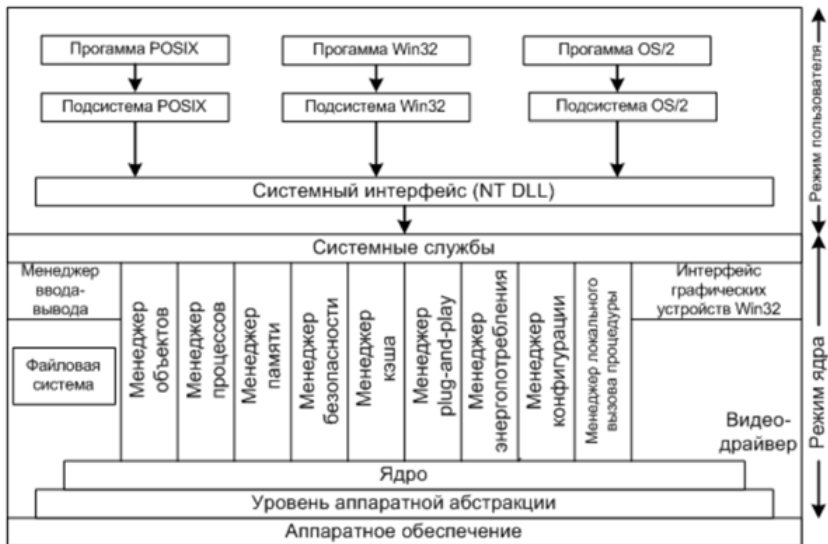 Прогамма POSIX
Прогамма Win32
Прогамма OS/2
Подсистема POSIX
Подсистема Win32
Подсистема OS/2
Системный интерфейс (NT DLL)
Режим пользователя
Системные службы
Менеджер
ввода-
вывода
Файловая
система
Менеджер
объектов
Менеджер
процессов
Менеджер
памяти
Менеджер
безопасности
Менеджер
кэша
Менеджер
plug-and-play
Менеджер
энергопотребления
Менеджер
конфигурации
Менеджер локального
вызова процедуры
Интерфейс
графических
устройств Win32
Видео-
драйвер
Режим ядра
Ядро
Уровень аппаратной абстракции
Аппаратное обеспечение